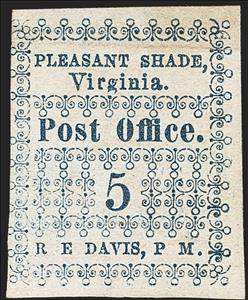 PLEASANT SHADE,
Virginia.
Post Office.
5
R E DAVIS, P M.